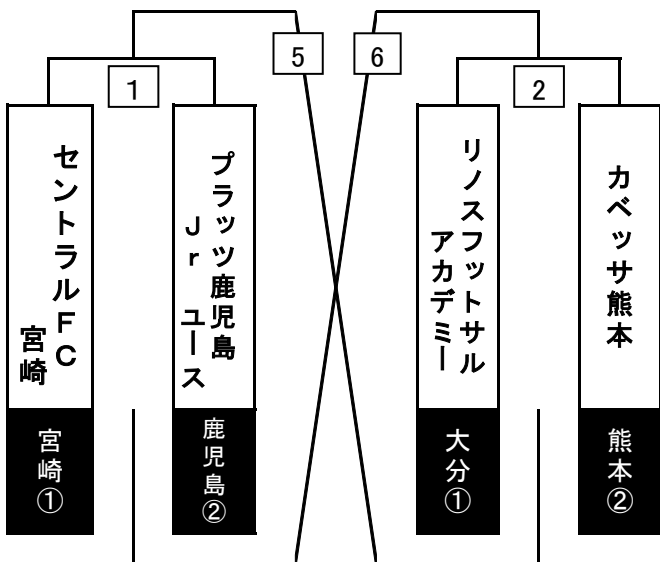 5
6
1
2
セントラルFC
宮崎
プラッツ鹿児島
Jr ユース
リノスフットサル
アカデミー
カベッサ熊本
宮崎①
鹿児島②
大分①
熊本②